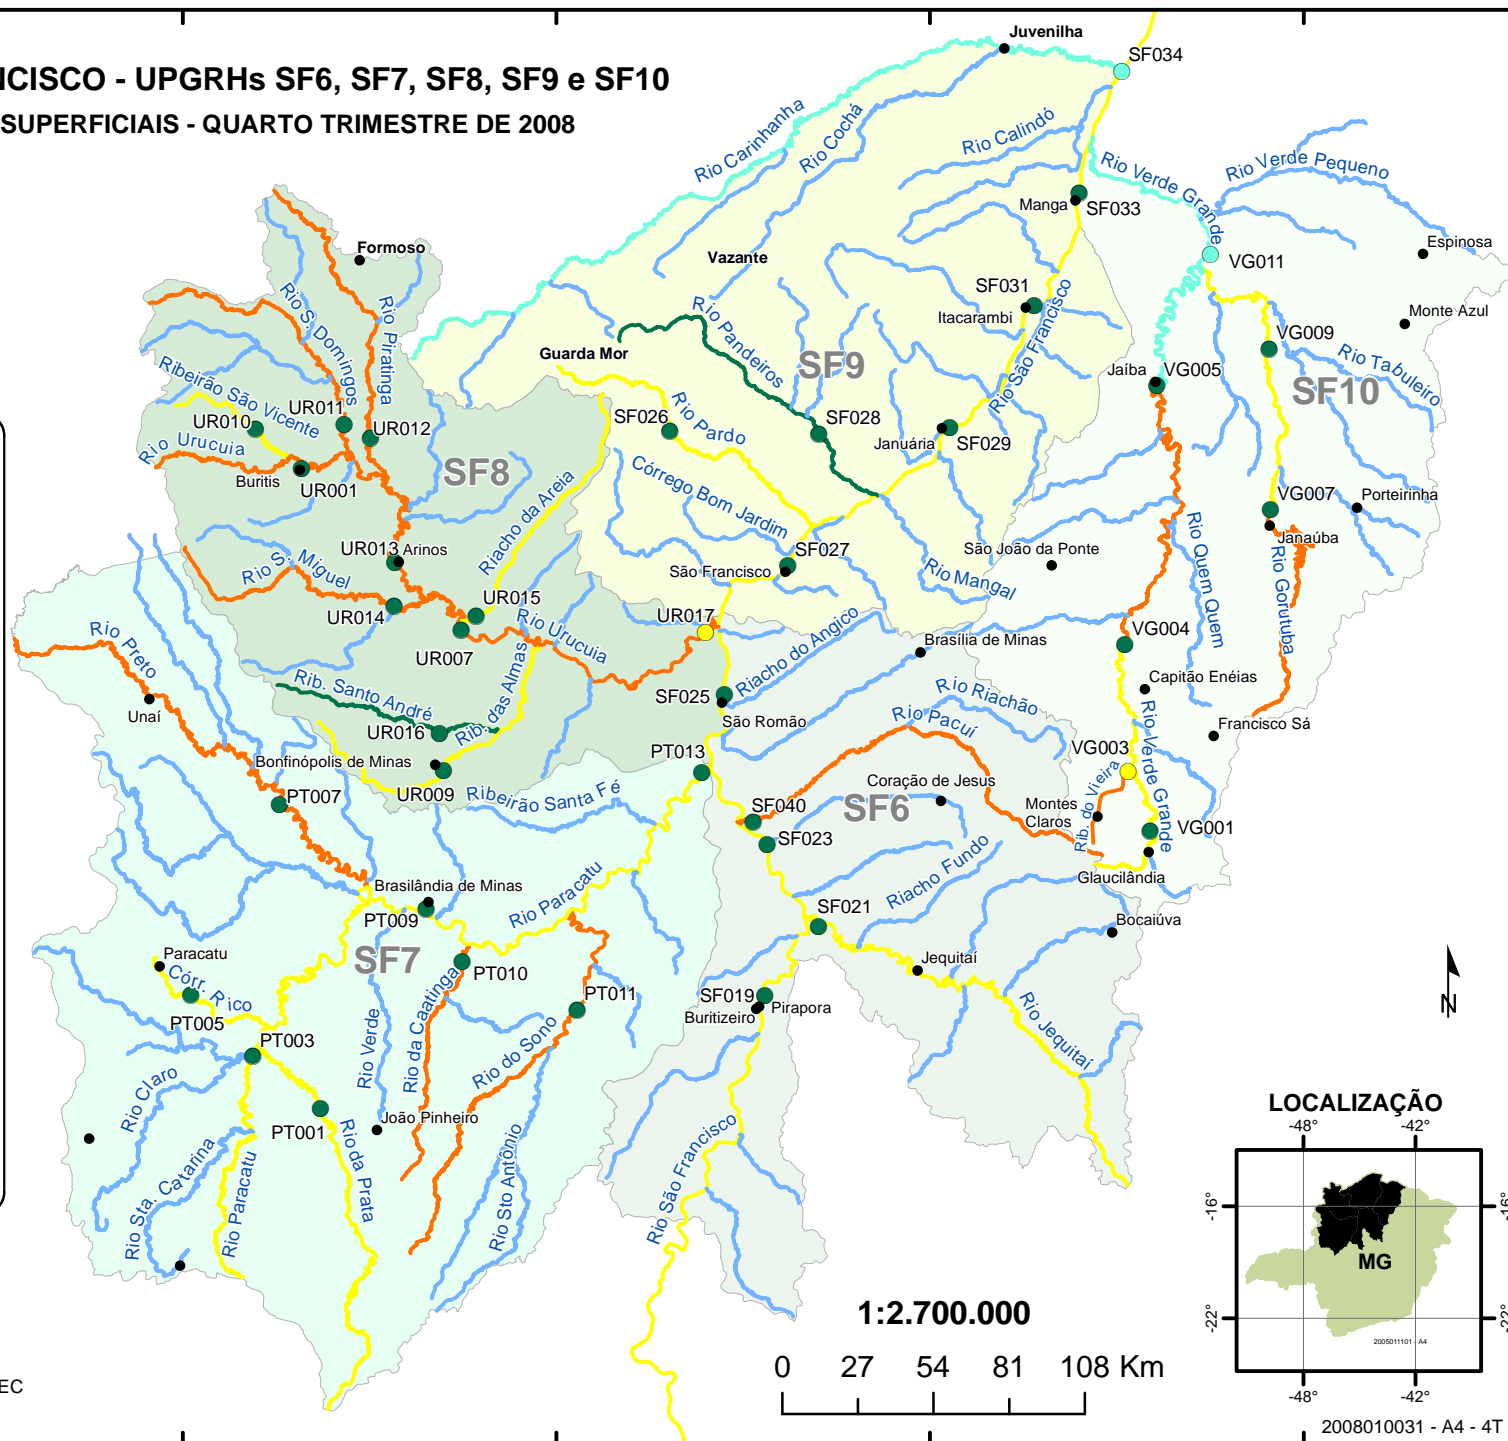 NCISCO - UPGRHs SF6, SF7, SF8, SF9 e SF10
SUPERFICIAIS - QUARTO TRIMESTRE DE 2008
Juvenilha
SF034
Rio Carinhanha
Rio Cochá
Rio Calindó
Rio Verde Grande
Rio Verde Pequeno
Manga
SF033
Espinosa
VG011
Formoso
Vazante
SF031
Itacarambi
Rio São Francisco
Monte Azul
VG009
Rio Tabuleiro
Rio S. Domingos
Rio Piratinga
Rio Pandeiros
Guarda Mor
SF9
Jaíba
VG005
SF10
Ribeirão São Vicente
UR010
UR011
UR012
Rio Urucuia
Buritis
UR001
SF8
SF026
Rio Pardo
SF028
Januária
SF029
Riacho da Areia
Córrego Bom Jardim
VG007
Porteirinha
Janaúba
UR013
Arinos
Rio S. Miguel
UR014
UR015
UR007
Rio Urucuia
UR017
São Francisco
SF027
Rio Mangal
São João da Ponte
Rio Quem Quem
Rio Gorutuba
VG004
Rio Preto
Unaí
Rib. Santo André
UR016
Rib. das Almas
Bonfinópolis de Minas
UR009
SF025
São Romão
Riacho do Angico
Brasília de Minas
Rio Riachão
Rio Pacuí
Capitão Enéias
Francisco Sá
PT013
VG003
Rio Verde Grande
PT007
Ribeirão Santa Fé
SF040
SF023
SF6
Coração de Jesus
Montes
Claros
Rib. do Vieira
VG001
Glaucilândia
Riacho Fundo
Brasilândia de Minas
PT009
Rio Paracatu
SF021
Bocaiúva
Jequitaí
Paracatu
SF7
Córr. Rico
PT005
PT010
PT011
SF019
Buritizeiro
Pirapora
Rio Jequitaí
N
PT003
Rio Claro
Rio Verde
Rio da Caatinga
Rio do Sono
PT001
João Pinheiro
Rio Sta. Catarina
Rio Paracatu
Rio da Prata
Rio Sto Antônio
Rio São Francisco
LOCALIZAÇÃO
-48°
-42°
-16°
-16°
MG
-22°
-22°
2005011101 - A4
-48°
-42°
1:2.700.000
0 27 54 81 108 Km
EC
2008010031 - A4 - 4T